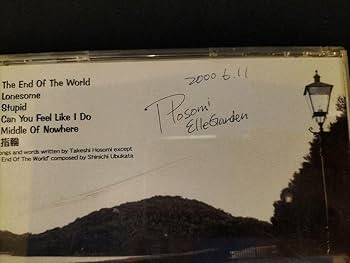 The End Of The World
Lonesome
Stupid
Can You Feel Like I Do
Middle Of Nowhere
指輪
ongs and words written by Takeshi Hosomi except
End Of The World" composed by Shinichi Ubukata
2000.6.11
Hosomi
ElleGarden